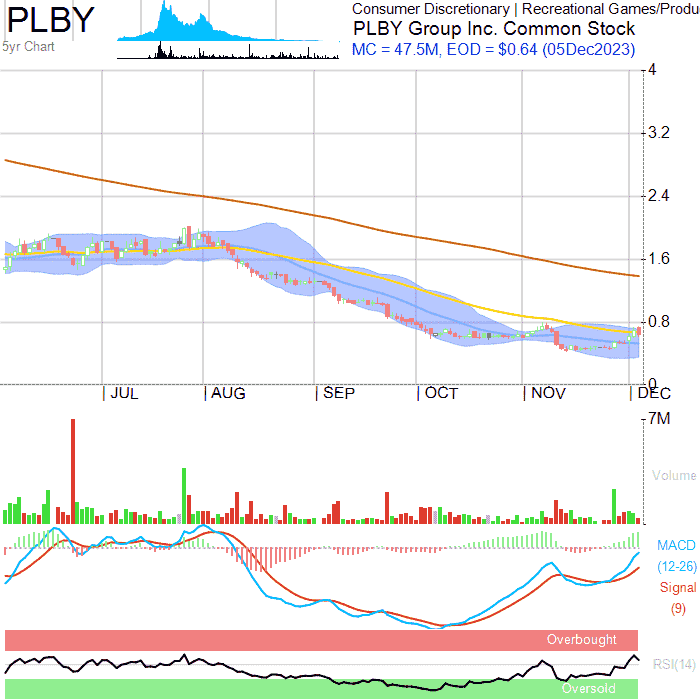 PLBY
5yr Chart
Consumer Discretionary | Recreational Games/Produ
PLBY Group Inc. Common Stock
MC = 47.5M, EOD = $0.64 (05Dec2023)
4
3.2
2.4
1.6
0.8
0
JUL
AUG
SEP
OCT
NOV
DEC
7M
Volume
MACD
(12-26)
Signal
(9)
Overbought
RSI(14)
Oversold